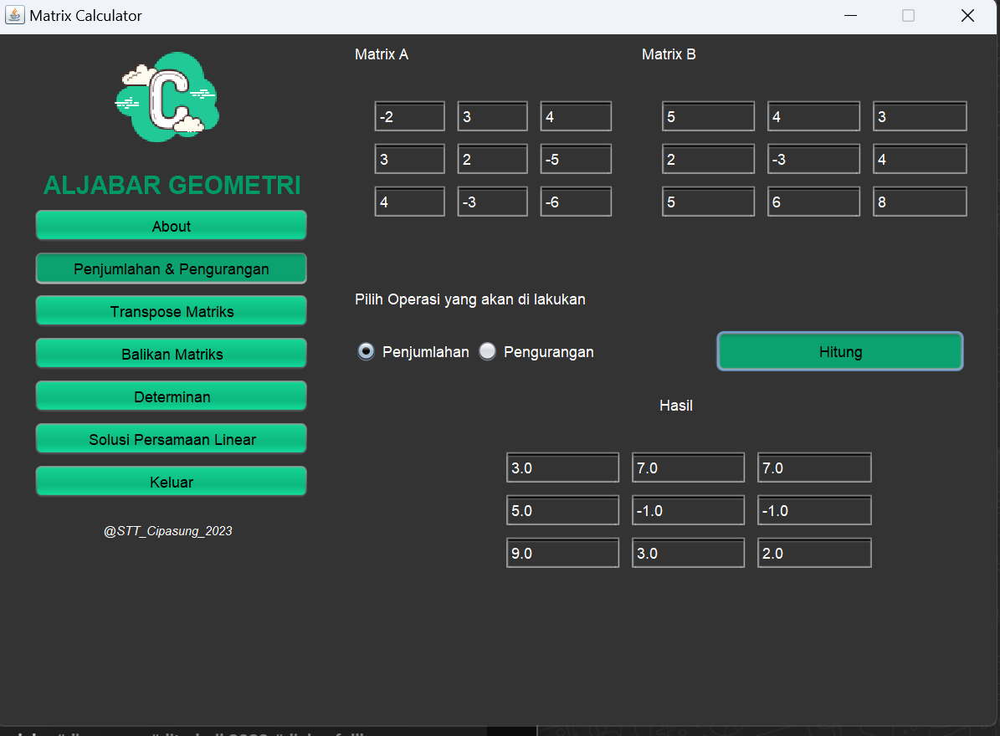 Matrix Calculator
C
ALJABAR GEOMETRI
About
Penjumlahan & Pengurangan
Transpose Matriks
Balikan Matriks
Determinan
Solusi Persamaan Linear
Keluar
@STT_Cipasung_2023
Matrix A
-2 3 4
3 2 -5
4 -3 -6
Matrix B
5 4 3
2 -3 4
5 6 8
Pilih Operasi yang akan di lakukan
Penjumlahan Pengurangan
Hitung
Hasil
3.0 7.0 7.0
5.0 -1.0 -1.0
9.0 3.0 2.0